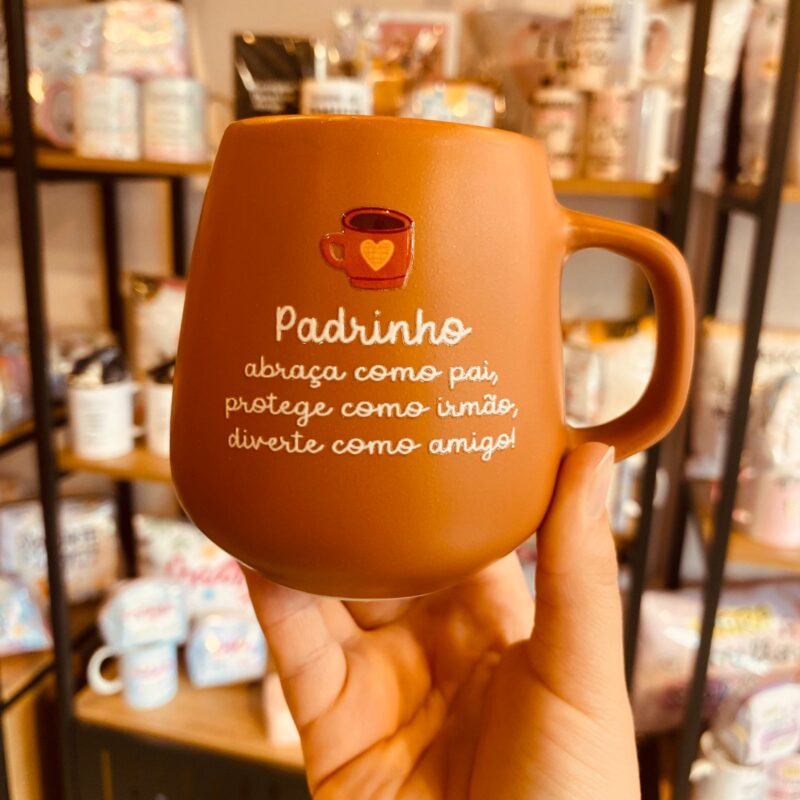 Padrinho
abraça como pai,
protege como irmão,
diverte como amigo!